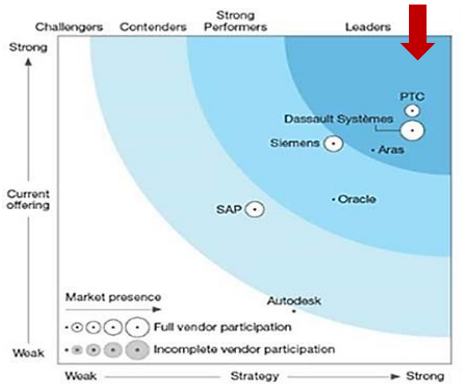 Challengers Contenders Strong Performers Leaders
Strong
PTC
Dassault Systèmes
Siemens
Aras
Current offering
Oracle
SAP
Market presence
Autodesk
Full vendor participation
Incomplete vendor participation
Weak
Weak Strategy Strong